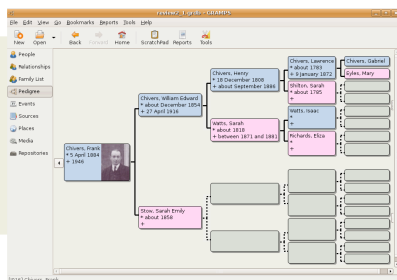 File Edit View Go Bookmarks Reports Tools Help
New Open Back Forward Home ScratchPad Reports Tools
People
Relationships
Family List
Pedigree
Events
Sources
Places
Media
Repositories
Chivers, Frank
* 5 April 1884
+ 1946
Chivers, William Edward
* about December 1854
+ 27 April 1916
Stow, Sarah Emily
* about 1858
+
Chivers, Henry
* 18 December 1808
+ about September 1886
Watts, Sarah
* about 1818
+ between 1871 and 1881
Chivers, Lawrence
* about 1783
+ 9 January 1872
Shilton, Sarah
* about 1785
+
Watts, Isaac
*
+
Richards, Eliza
*
+
Chivers, Gabriel
Eyles, Mary